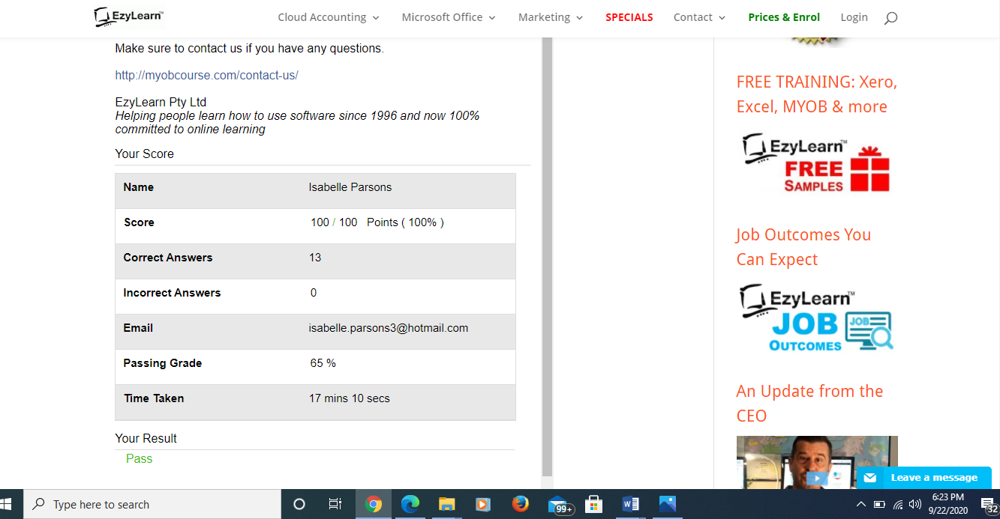 EzyLearn™
Cloud Accounting Microsoft Office Marketing SPECIALS Contact Prices & Enrol Login
Make sure to contact us if you have any questions.
http://myobcourse.com/contact-us/
EzyLearn Pty Ltd
Helping people learn how to use software since 1996 and now 100%
committed to online learning
Your Score
Name Isabelle Parsons
Score 100 / 100 Points ( 100% )
Correct Answers 13
Incorrect Answers 0
Email isabelle.parsons3@hotmail.com
Passing Grade 65 %
Time Taken 17 mins 10 secs
Your Result
Pass
FREE TRAINING: Xero,
Excel, MYOB & more
EzyLearn™
FREE
SAMPLES
Job Outcomes You
Can Expect
EzyLearn™
JOB
OUTCOMES
JOB
An Update from the
CEO
Leave a message
Type here to search
99+
W
6:23 PM
9/22/2020
32